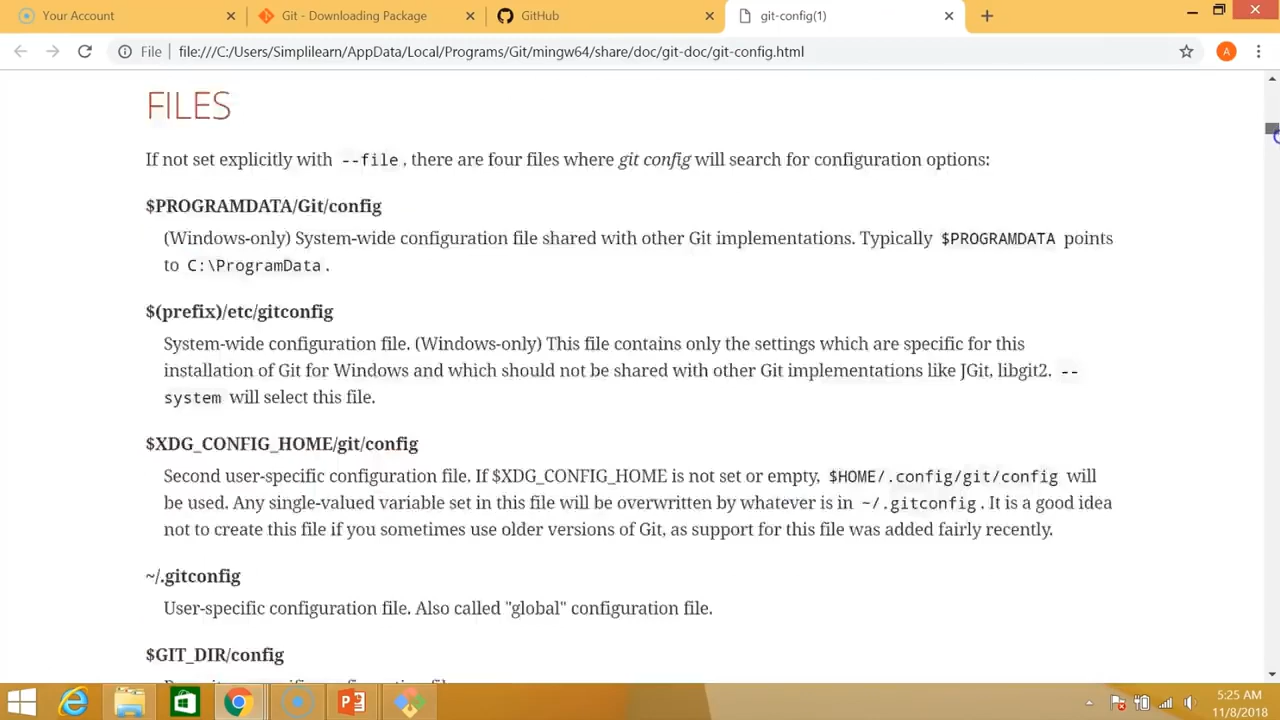 Your Account
Git - Downloading Package
GitHub
git-config(1)
File
file:///C:/Users/Simplilearn/AppData/Local/Programs/Git/mingw64/share/doc/git-doc/git-config.html
A
FILES
If not set explicitly with --file, there are four files where git config will search for configuration options:
$PROGRAMDATA/Git/config
(Windows-only) System-wide configuration file shared with other Git implementations. Typically $PROGRAMDATA points
to C:\ProgramData.
$(prefix)/etc/gitconfig
System-wide configuration file. (Windows-only) This file contains only the settings which are specific for this
installation of Git for Windows and which should not be shared with other Git implementations like JGit, libgit2. --
system will select this file.
$XDG_CONFIG_HOME/git/config
Second user-specific configuration file. If $XDG_CONFIG_HOME is not set or empty, $HOME/.config/git/config will
be used. Any single-valued variable set in this file will be overwritten by whatever is in ~/.gitconfig. It is a good idea
not to create this file if you sometimes use older versions of Git, as support for this file was added fairly recently.
~/.gitconfig
User-specific configuration file. Also called "global" configuration file.
$GIT_DIR/config
5:25 AM
11/8/2018